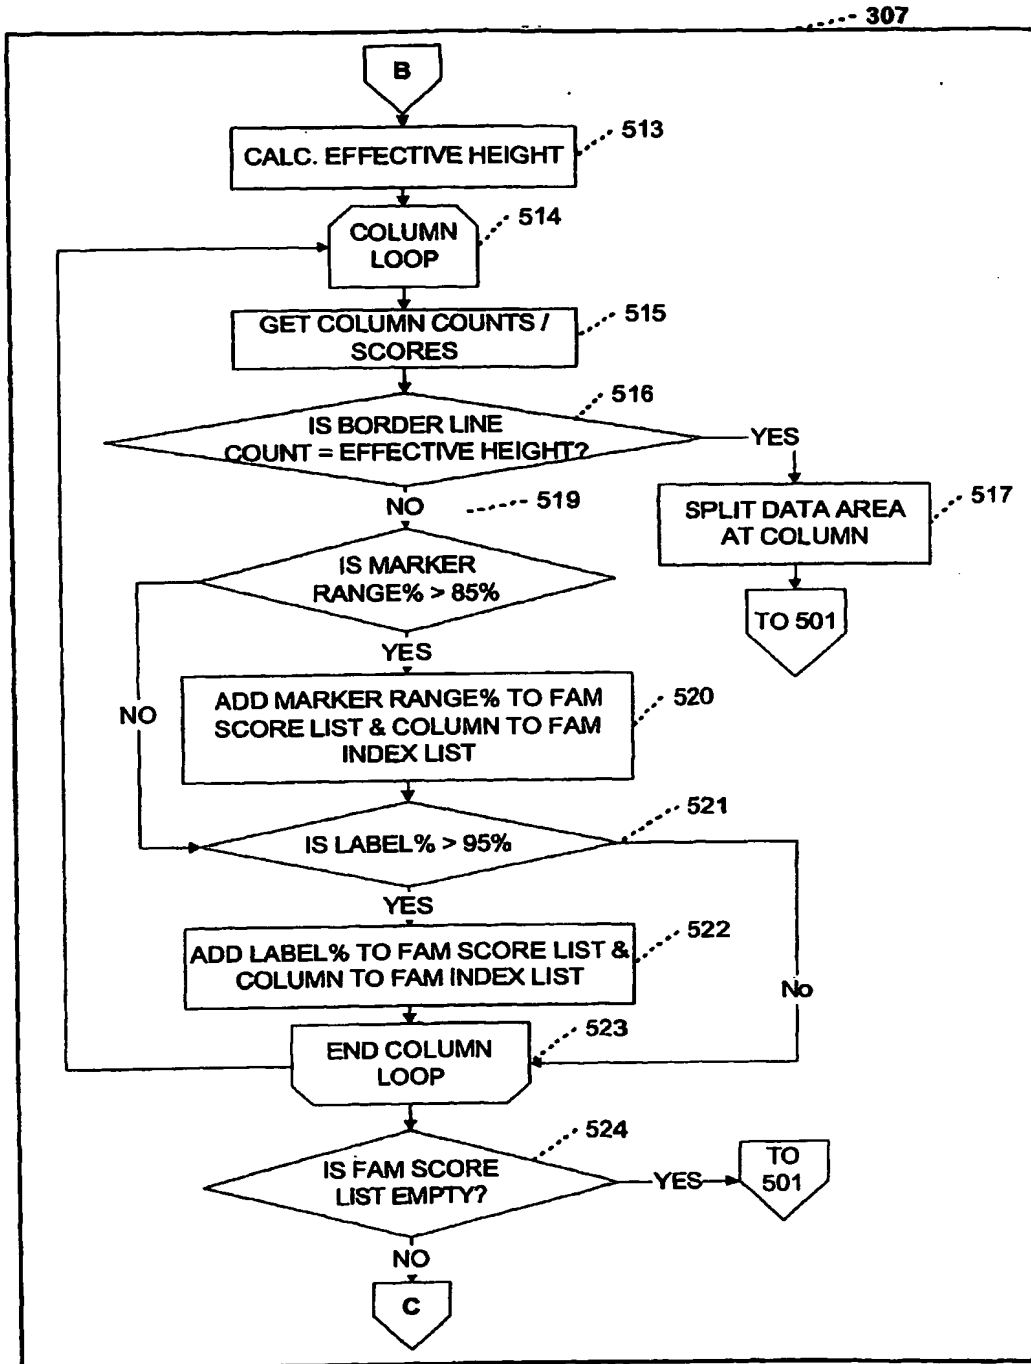 307
B
CALC. EFFECTIVE HEIGHT
513
COLUMN
LOOP
514
GET COLUMN COUNTS /
SCORES
515
IS BORDER LINE
COUNT = EFFECTIVE HEIGHT?
516
YES
NO
519
SPLIT DATA AREA
AT COLUMN
517
IS MARKER
RANGE% > 85%
TO 501
YES
NO
ADD MARKER RANGE% TO FAM
SCORE LIST & COLUMN TO FAM
INDEX LIST
520
IS LABEL% > 95%
521
YES
ADD LABEL% TO FAM SCORE LIST &
COLUMN TO FAM INDEX LIST
522
No
END COLUMN
LOOP
523
IS FAM SCORE
LIST EMPTY?
524
YES
TO
501
NO
C